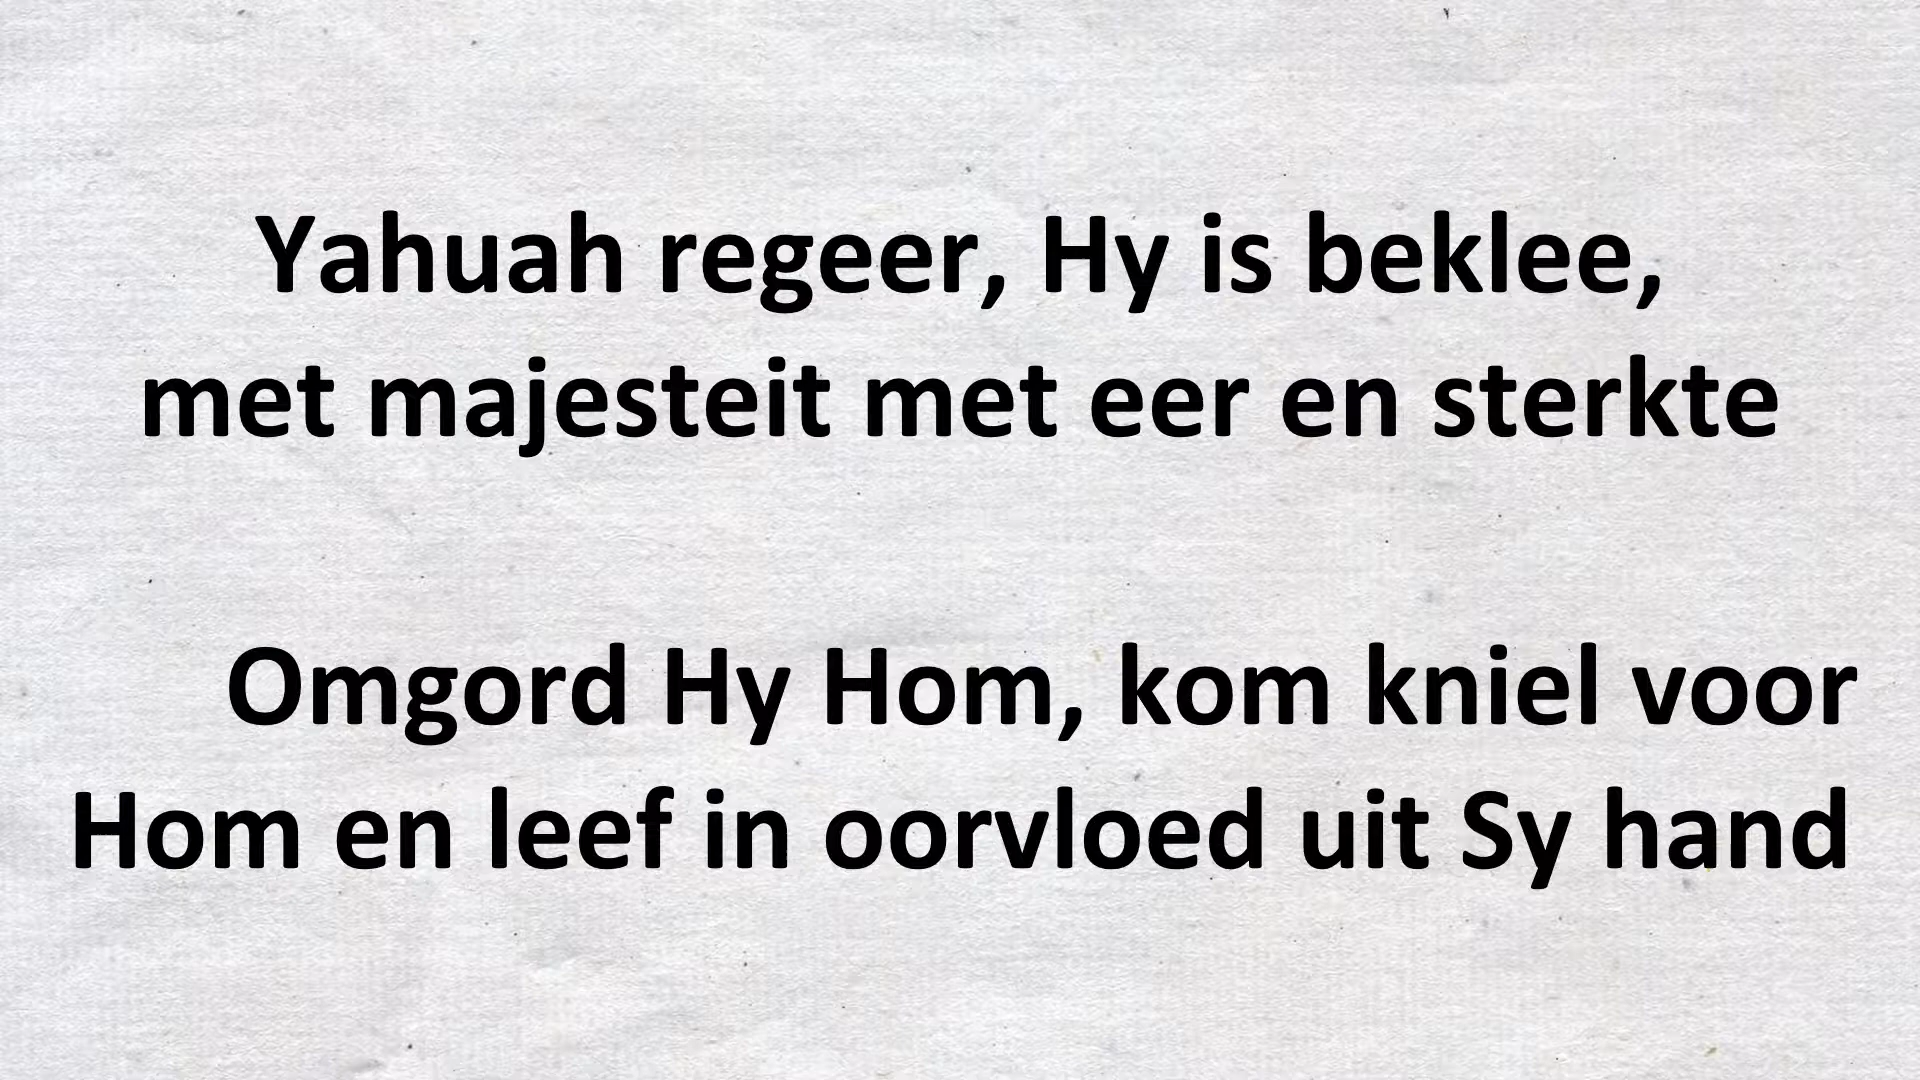 Yahuah regeer, Hy is beklee,
met majesteit met eer en sterkte
Omgord Hy Hom, kom kniel voor
Hom en leef in oorvloed uit Sy hand